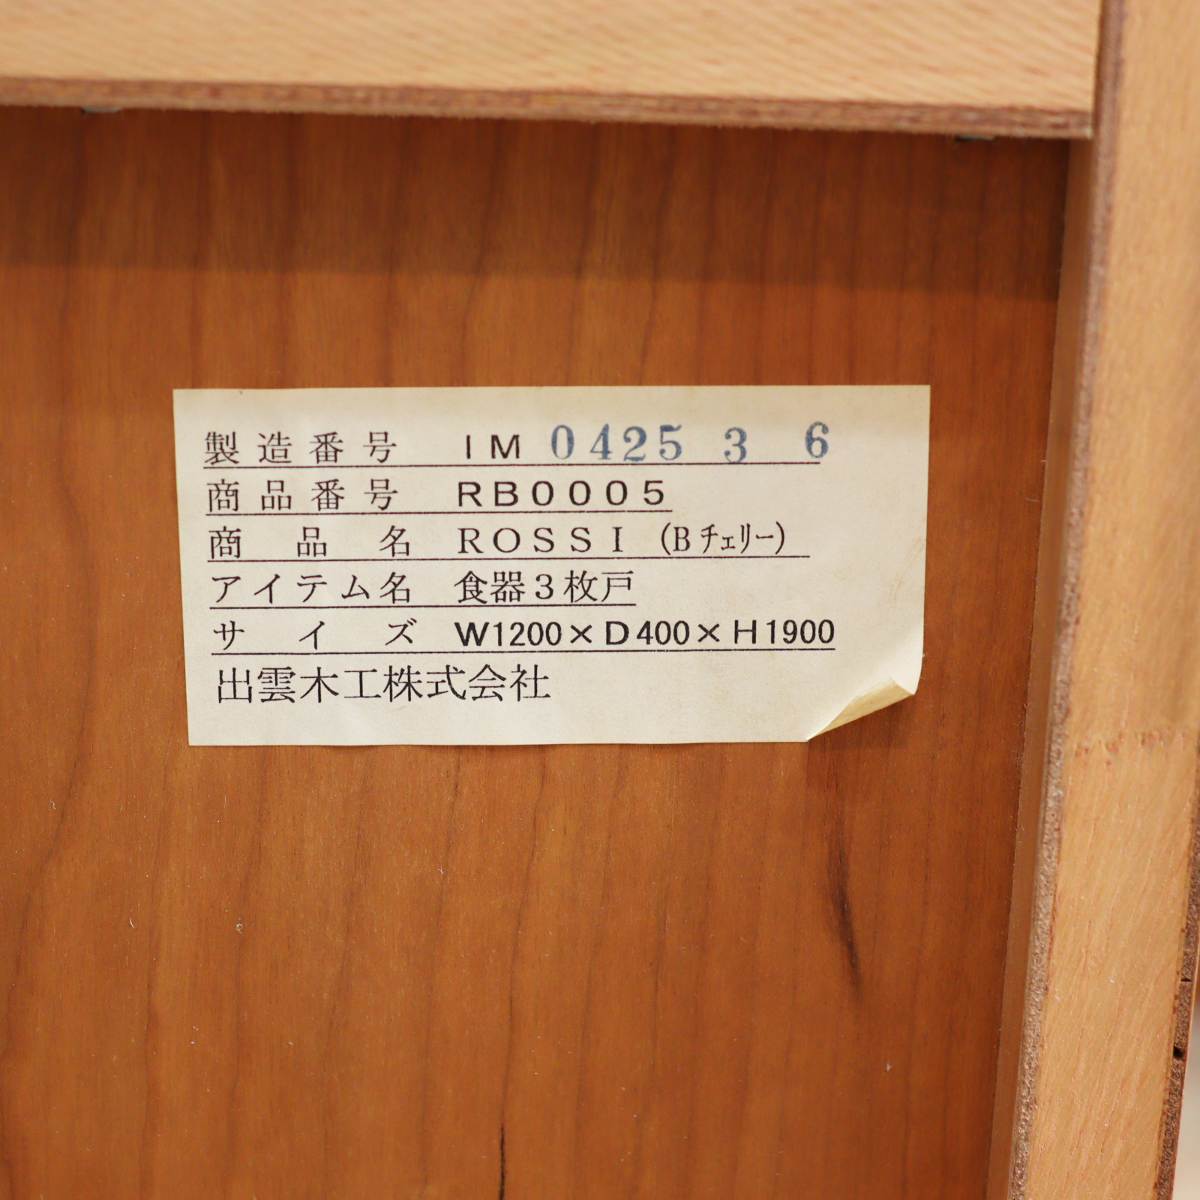 製造番号 IM 0425 3 6
商品番号 RB0005
商品名 ROSSI (Bチェリー)
アイテム名 食器3枚戸
サイズ W1200×D400×H1900
出雲木工株式会社